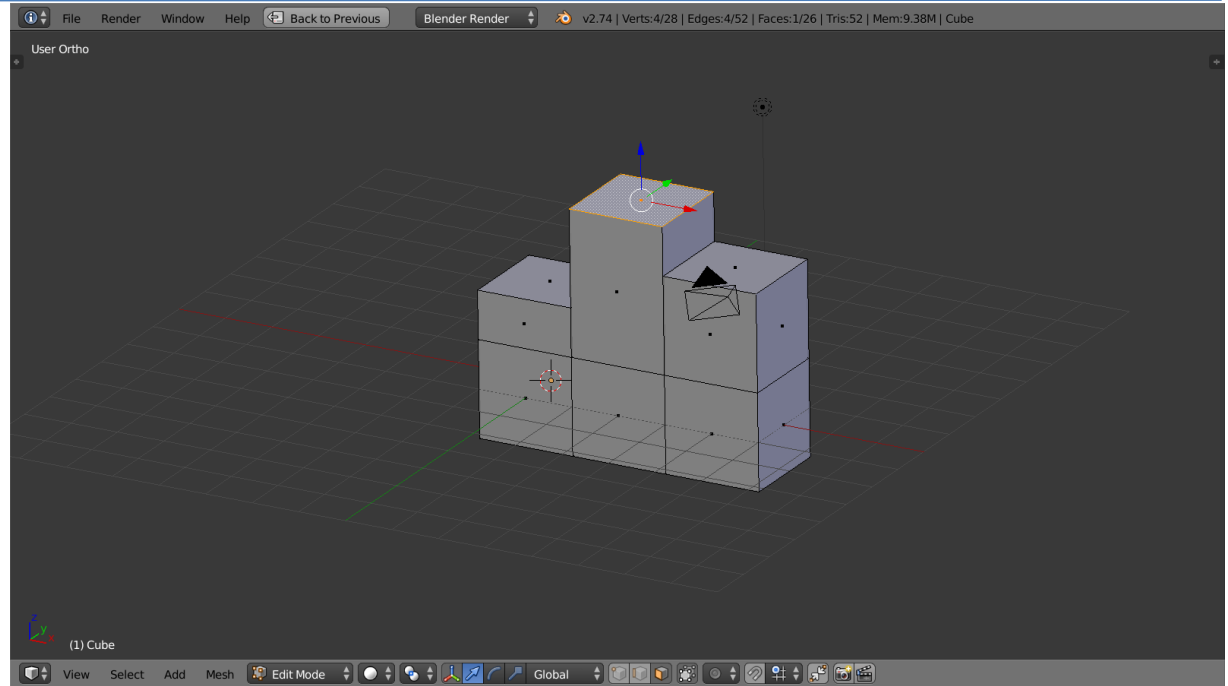 File Render Window Help Back to Previous Blender Render v2.74 | Verts:4/28 | Edges:4/52 | Faces:1/26 | Tris:52 | Mem:9.38M | Cube
User Ortho
z
y
x
(1) Cube
View Select Add Mesh Edit Mode Global